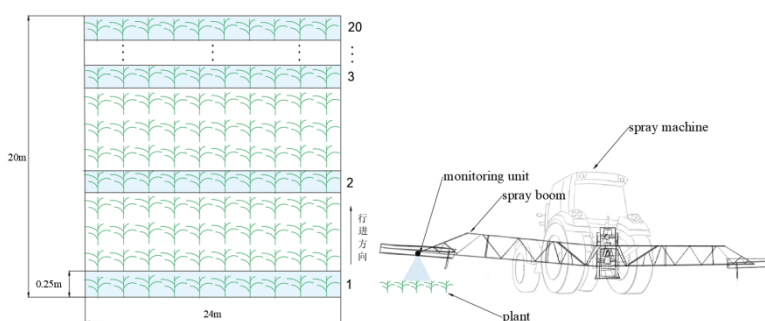 20
3
20m
2
行进方向
0.25m
1
24m
spray machine
monitoring unit
spray boom
plant